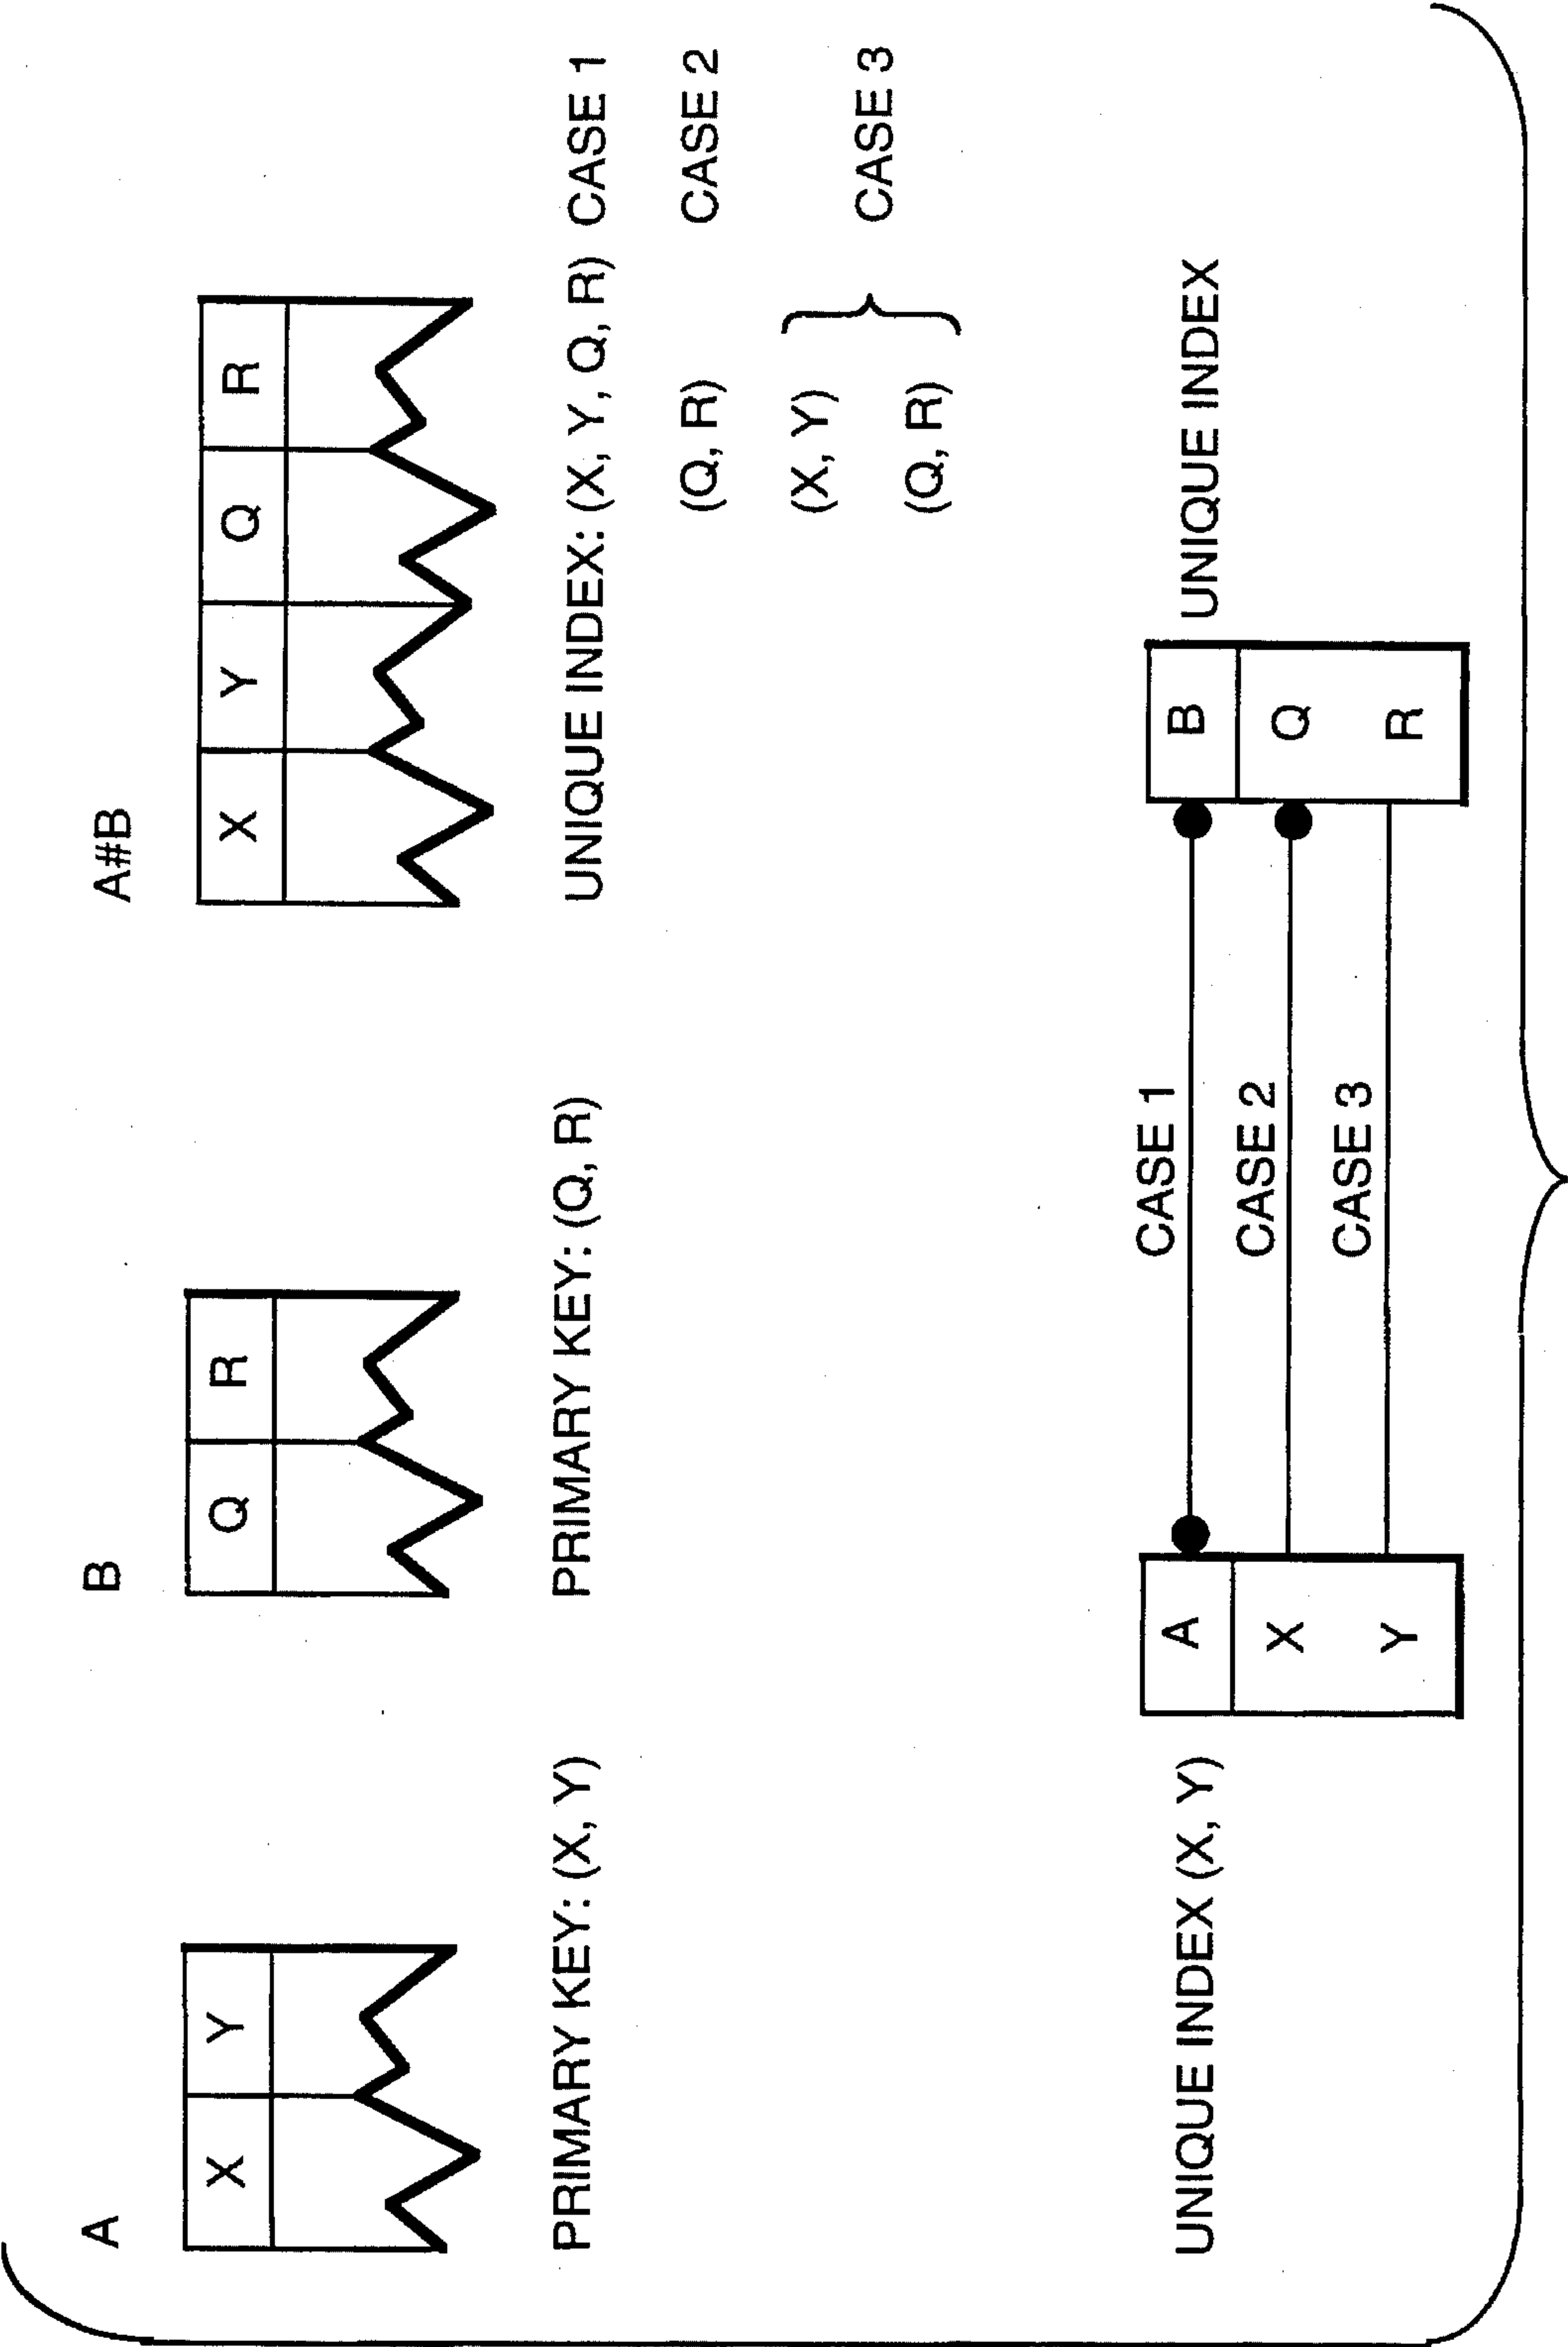 A
X Y
PRIMARY KEY: (X, Y)
B
Q R
PRIMARY KEY: (Q, R)
A#B
X Y Q R
UNIQUE INDEX: (X, Y, Q, R) CASE 1
(Q, R) CASE 2
(X, Y)
CASE 3
(Q, R)
UNIQUE INDEX (X, Y)
A
X
Y
CASE 1
CASE 2
CASE 3
B
Q
R
UNIQUE INDEX